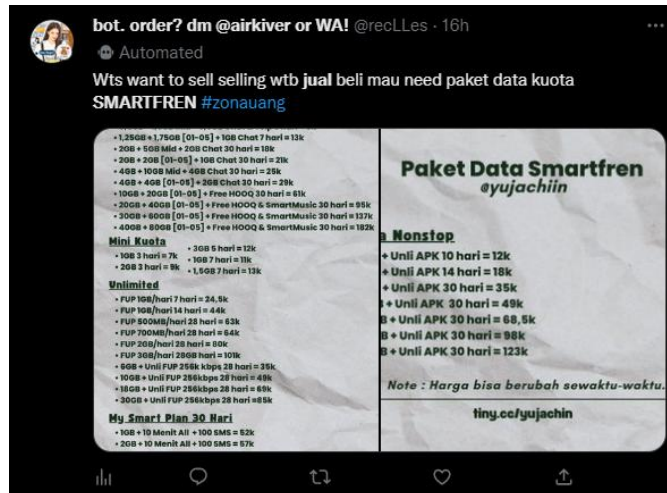 bot. order? dm @airkiver or WA! @recLLes · 16h
Automated
Wts want to sell selling wtb jual beli mau need paket data kuota
SMARTFREN #zonauang
• 1,25GB + 1,75GB [01-05] + 1GB Chat 7 hari = 13k
• 2GB + 5GB Mid + 2GB Chat 30 hari = 18k
• 2GB + 2GB [01-05] + 1GB Chat 30 hari = 21k
• 4GB + 10GB Mid + 4GB Chat 30 hari = 25k
• 4GB + 4GB [01-05] + 2GB Chat 30 hari = 29k
• 10GB + 20GB [01-05] + Free HOOQ 30 hari = 61k
• 20GB + 40GB [01-05] + Free HOOQ & SmartMusic 30 hari = 95k
• 30GB + 60GB [01-05] + Free HOOQ & SmartMusic 30 hari = 137k
• 40GB + 80GB [01-05] + Free HOOQ & SmartMusic 30 hari = 182k
Mini Kuota
• 1GB 3 hari = 7k
• 2GB 3 hari = 9k
• 3GB 5 hari = 12k
• 1GB 7 hari = 11k
• 1,5GB 7 hari = 13k
Unlimited
• FUP 1GB/hari 7 hari = 24,5k
• FUP 1GB/hari 14 hari = 44k
• FUP 500MB/hari 28 hari = 63k
• FUP 700MB/hari 28 hari = 64k
• FUP 2GB/hari 28 hari = 80k
• FUP 3GB/hari 28GB hari = 101k
• 6GB + Unli FUP 256k kbps 28 hari = 35k
• 10GB + Unli FUP 256kbps 28 hari = 49k
• 18GB + Unli FUP 256kbps 28 hari = 69k
• 30GB + Unli FUP 256kbps 28 hari =85k
My Smart Plan 30 Hari
• 1GB + 10 Menit All + 100 SMS = 52k
• 2GB + 10 Menit All + 100 SMS = 57k
Paket Data Smartfren
@yujachiin
a Nonstop
+ Unli APK 10 hari = 12k
+ Unli APK 14 hari = 18k
+ Unli APK 30 hari = 35k
B + Unli APK 30 hari = 49k
B + Unli APK 30 hari = 68,5k
B + Unli APK 30 hari = 98k
B + Unli APK 30 hari = 123k
Note : Harga bisa berubah sewaktu-waktu.
tiny.cc/yujachin